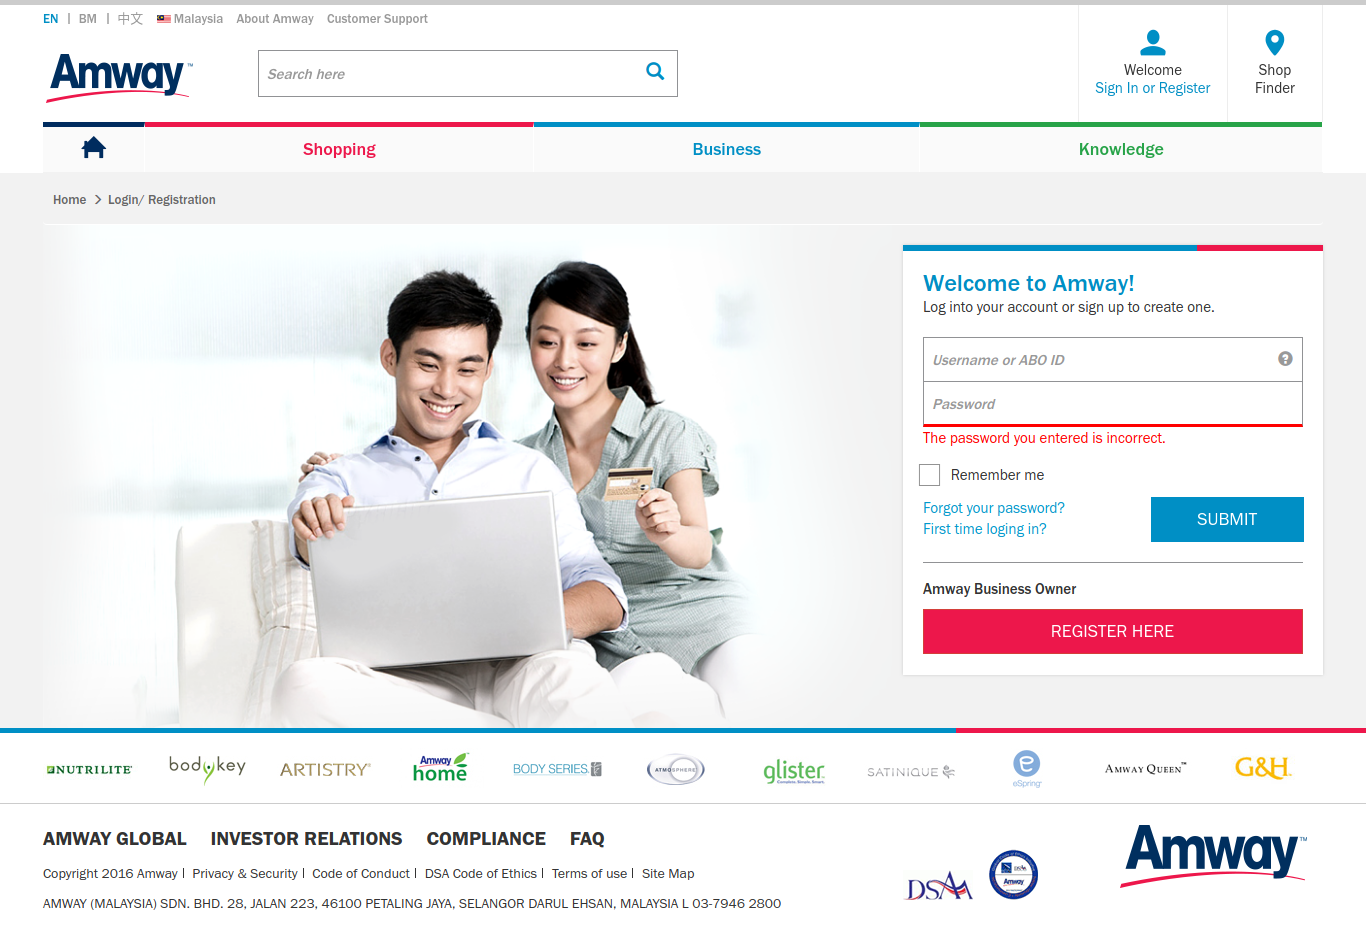 EN | BM | 中文 Malaysia About Amway Customer Support
Amway™
Search here
Welcome
Sign In or Register
Shop
Finder
Shopping
Business
Knowledge
Home > Login/ Registration
Welcome to Amway!
Log into your account or sign up to create one.
Username or ABO ID
?
Password
The password you entered is incorrect.
Remember me
Forgot your password?
First time loging in?
SUBMIT
Amway Business Owner
REGISTER HERE
NUTRILITE
bodykey
ARTISTRY
Amway
home
BODY SERIES
ATMOSPHERE
glister
SATINIQUE
e
eSpring
AMWAY QUEEN™
G&H
AMWAY GLOBAL INVESTOR RELATIONS COMPLIANCE FAQ
Copyright 2016 Amway | Privacy & Security | Code of Conduct | DSA Code of Ethics | Terms of use | Site Map
AMWAY (MALAYSIA) SDN. BHD. 28, JALAN 223, 46100 PETALING JAYA, SELANGOR DARUL EHSAN, MALAYSIA L 03-7946 2800
DSAM
Amway
Amway™